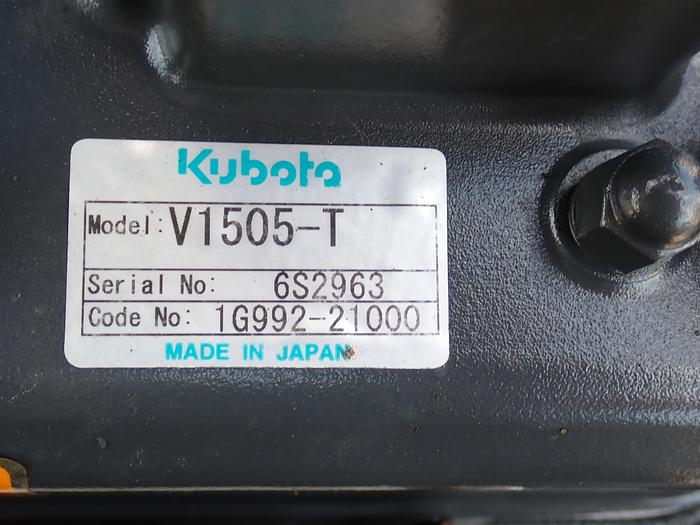 Kubota
Model: V1505-T
Serial No: 6S2963
Code No: 1G992-21000
MADE IN JAPAN